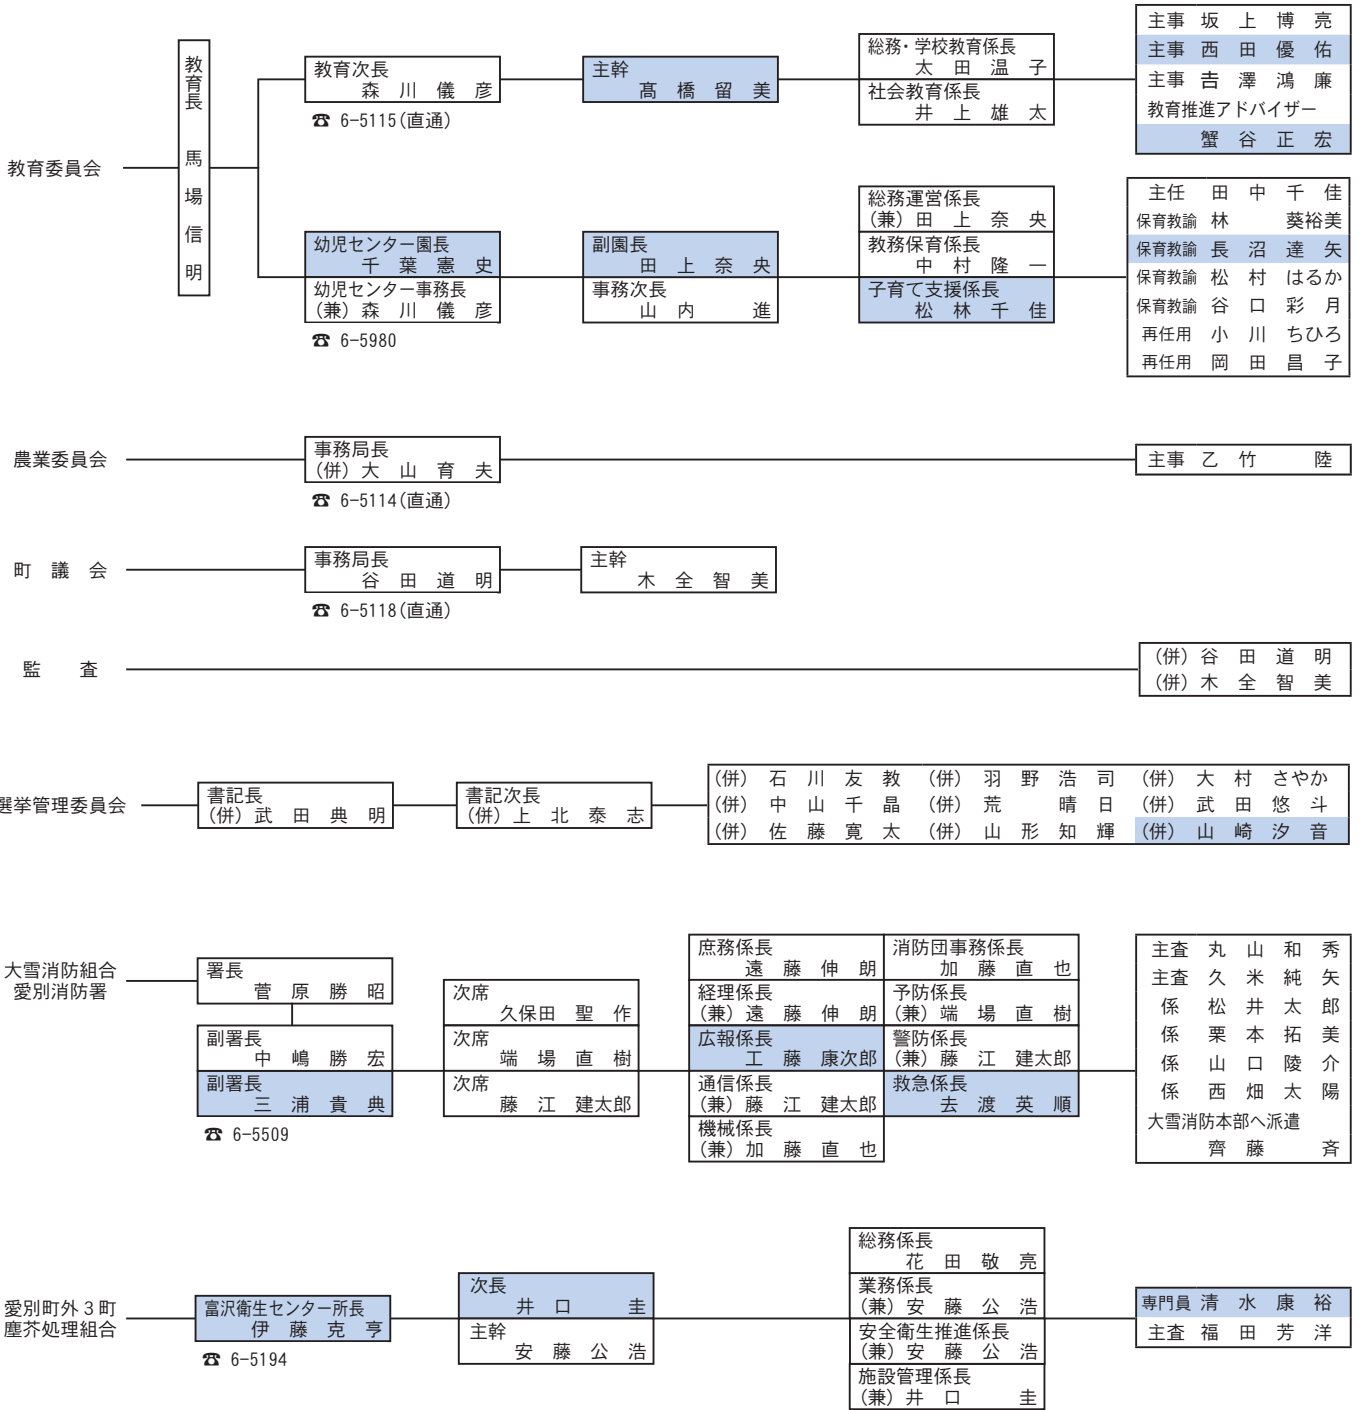 教育委員会
教育長 馬場信明
教育次長
森川儀彦
☎ 6-5115(直通)
主幹
髙橋留美
総務・学校教育係長
太田温子
社会教育係長
井上雄太
主事 坂上博亮
主事 西田優佑
主事 𠮷澤鴻廉
教育推進アドバイザー
蟹谷正宏
幼児センター園長
千葉憲史
幼児センター事務長
(兼)森川儀彦
☎ 6-5980
副園長
田上奈央
事務次長
山内 進
総務運営係長
(兼)田上奈央
教務保育係長
中村隆一
子育て支援係長
松林千佳
主任 田中千佳
保育教諭 林 葵裕美
保育教諭 長沼達矢
保育教諭 松村はるか
保育教諭 谷口彩月
再任用 小川ちひろ
再任用 岡田昌子
農業委員会
事務局長
(併)大山育夫
☎ 6-5114(直通)
主事 乙竹 陸
町議会
事務局長
谷田道明
☎ 6-5118(直通)
主幹
木全智美
監査
(併)谷田道明
(併)木全智美
選挙管理委員会
書記長
(併)武田典明
書記次長
(併)上北泰志
(併)石川友教 (併)羽野浩司 (併)大村さやか
(併)中山千晶 (併)荒 晴日 (併)武田悠斗
(併)佐藤寛太 (併)山形知輝 (併)山崎汐音
大雪消防組合
愛別消防署
署長
菅原勝昭
副署長
中嶋勝宏
副署長
三浦貴典
☎ 6-5509
次席
久保田聖作
次席
端場直樹
次席
藤江建太郎
庶務係長
遠藤伸朗
経理係長
(兼)遠藤伸朗
広報係長
工藤康次郎
通信係長
(兼)藤江建太郎
機械係長
(兼)加藤直也
消防団事務係長
加藤直也
予防係長
(兼)端場直樹
警防係長
(兼)藤江建太郎
救急係長
去渡英順
主査 丸山和秀
主査 久米純矢
係 松井太郎
係 栗本拓美
係 山口陵介
係 西畑太陽
大雪消防本部へ派遣
齊藤 斉
愛別町外3町
塵芥処理組合
富沢衛生センター所長
伊藤克亨
☎ 6-5194
次長
井口 圭
主幹
安藤公浩
総務係長
花田敬亮
業務係長
(兼)安藤公浩
安全衛生推進係長
(兼)安藤公浩
施設管理係長
(兼)井口 圭
専門員 清水康裕
主査 福田芳洋